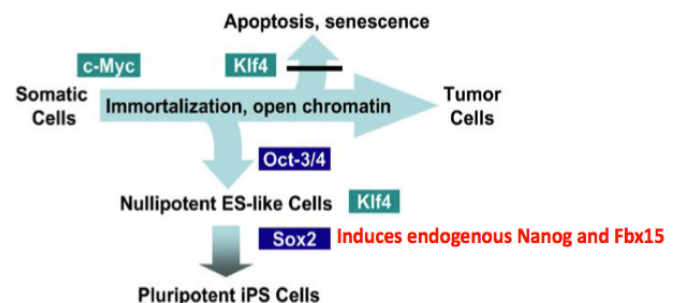 Apoptosis, senescence
c-Myc
Klf4
Somatic
Cells
Immortalization, open chromatin
Tumor
Cells
Oct-3/4
Nullipotent ES-like Cells
Klf4
Sox2
Induces endogenous Nanog and Fbx15
Pluripotent iPS Cells